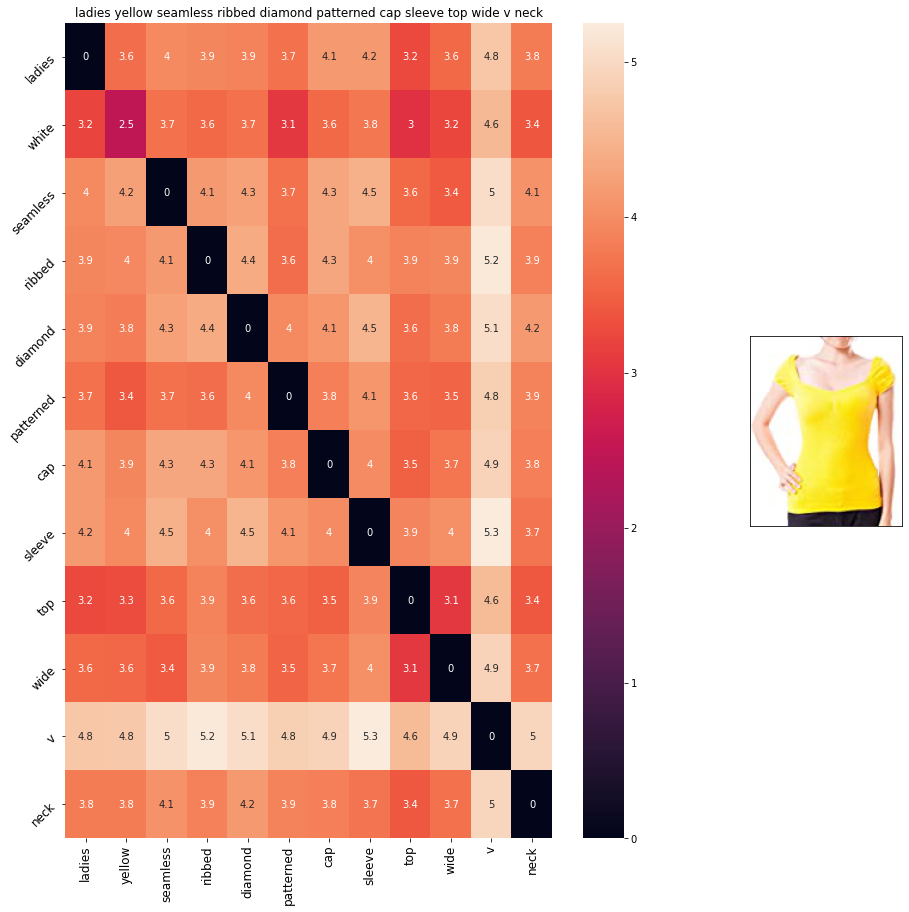 ladies yellow seamless ribbed diamond patterned cap sleeve top wide v neck
ladies 0 3.6 4 3.9 3.9 3.7 4.1 4.2 3.2 3.6 4.8 3.8
white 3.2 2.5 3.7 3.6 3.7 3.1 3.6 3.8 3 3.2 4.6 3.4
seamless 4 4.2 0 4.1 4.3 3.7 4.3 4.5 3.6 3.4 5 4.1
ribbed 3.9 4 4.1 0 4.4 3.6 4.3 4 3.9 3.9 5.2 3.9
diamond 3.9 3.8 4.3 4.4 0 4 4.1 4.5 3.6 3.8 5.1 4.2
patterned 3.7 3.4 3.7 3.6 4 0 3.8 4.1 3.6 3.5 4.8 3.9
cap 4.1 3.9 4.3 4.3 4.1 3.8 0 4 3.5 3.7 4.9 3.8
sleeve 4.2 4 4.5 4 4.5 4.1 4 0 3.9 4 5.3 3.7
top 3.2 3.3 3.6 3.9 3.6 3.6 3.5 3.9 0 3.1 4.6 3.4
wide 3.6 3.6 3.4 3.9 3.8 3.5 3.7 4 3.1 0 4.9 3.7
v 4.8 4.8 5 5.2 5.1 4.8 4.9 5.3 4.6 4.9 0 5
neck 3.8 3.8 4.1 3.9 4.2 3.9 3.8 3.7 3.4 3.7 5 0
ladies yellow seamless ribbed diamond patterned cap sleeve top wide v neck
5
4
3
2
1
0